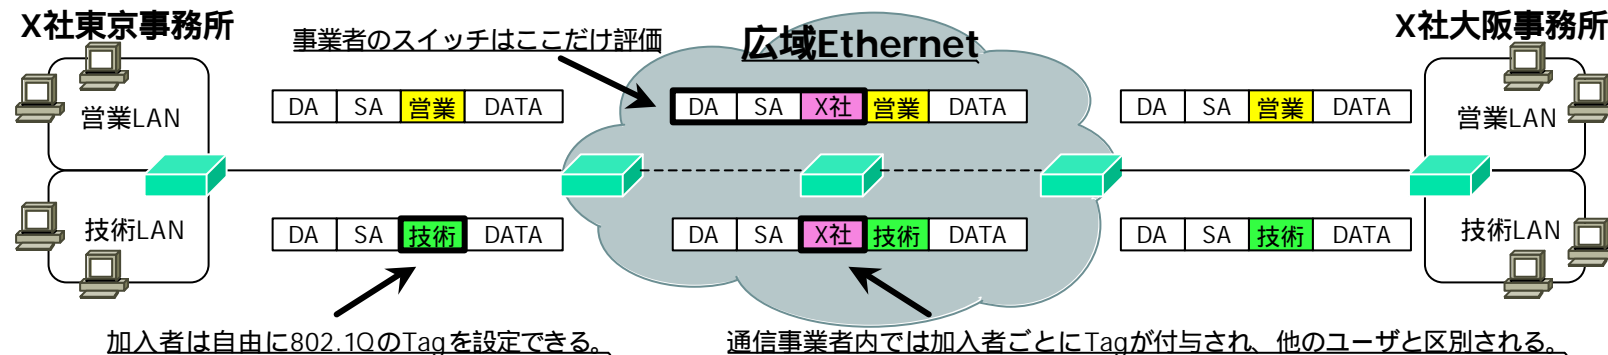 X社東京事務所
X社大阪事務所
事業者のスイッチはここだけ評価
広域Ethernet
営業LAN
DA SA 営業 DATA
DA SA X社 営業 DATA
DA SA 営業 DATA
営業LAN
技術LAN
DA SA 技術 DATA
DA SA X社 技術 DATA
DA SA 技術 DATA
技術LAN
加入者は自由に802.1QのTagを設定できる。
通信事業者内では加入者ごとにTagが付与され、他のユーザと区別される。